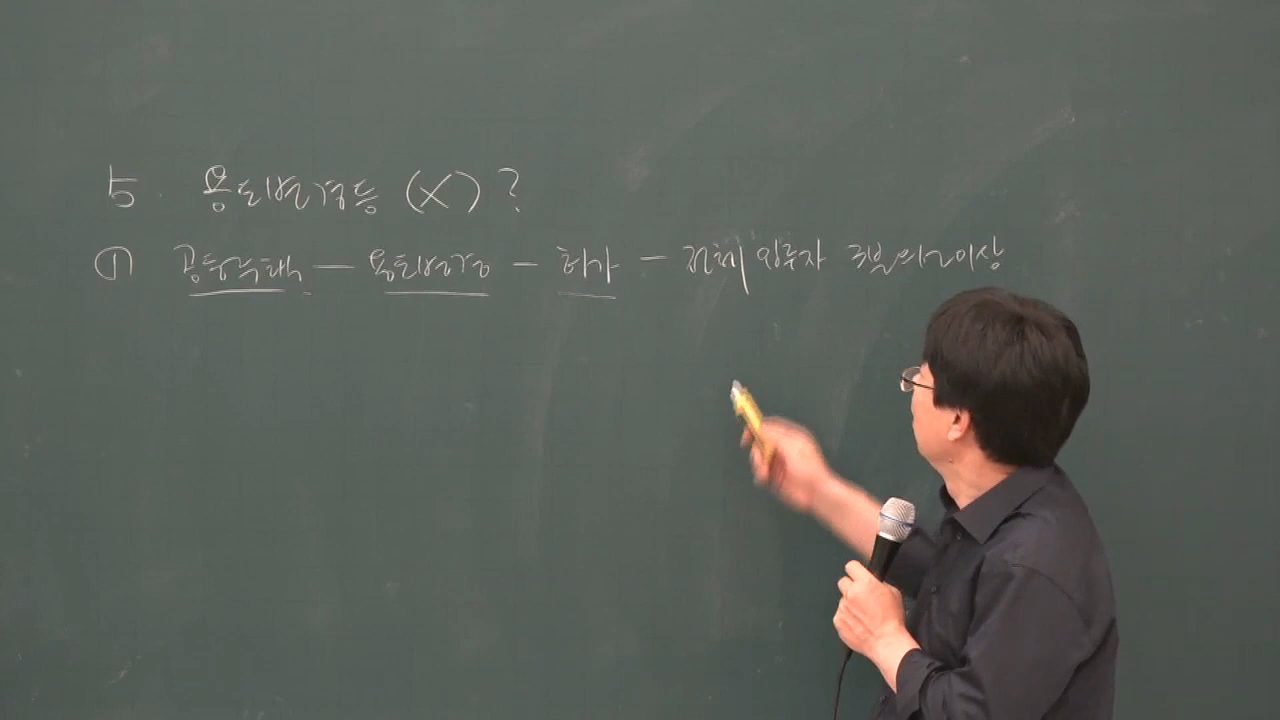 5. 용도변경등 (X) ?
① 공동주택 — 용도변경 — 허가 — 전체 입주자 3분의2이상